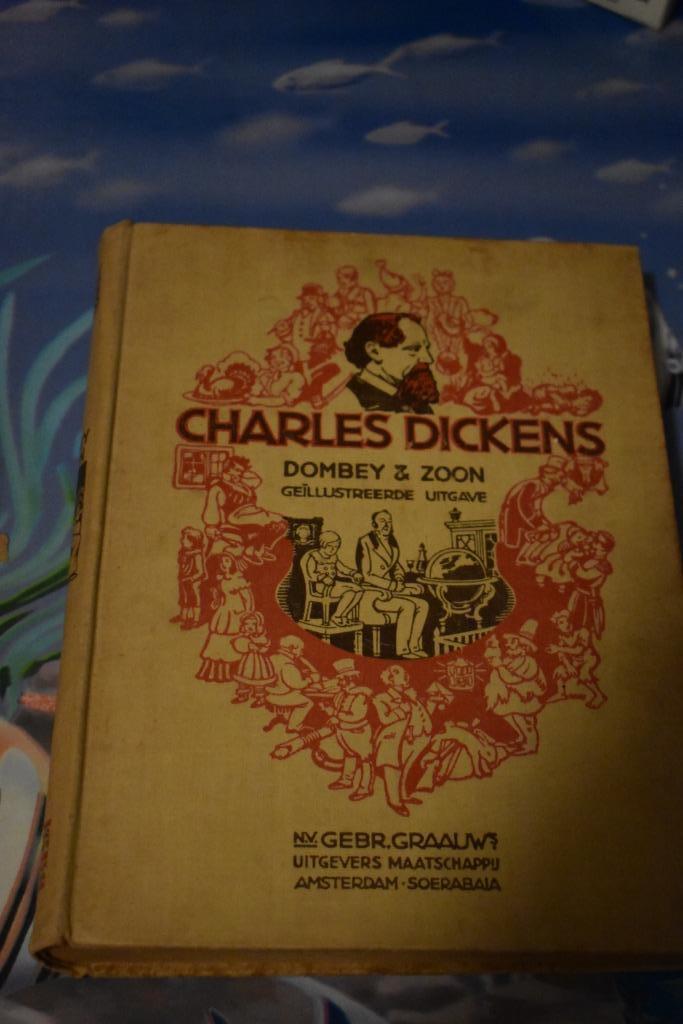 CHARLES DICKENS
DOMBEY & ZOON
GEÏLLUSTREERDE UITGAVE
N.V. GEBR. GRAAUW'S
UITGEVERS MAATSCHAPPIJ
AMSTERDAM · SOERABAIA